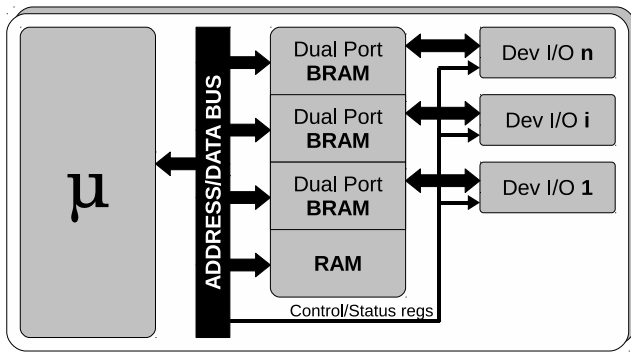 μ
ADDRESS/DATA BUS
Dual Port
BRAM
Dual Port
BRAM
Dual Port
BRAM
RAM
Dev I/O n
Dev I/O i
Dev I/O 1
Control/Status regs